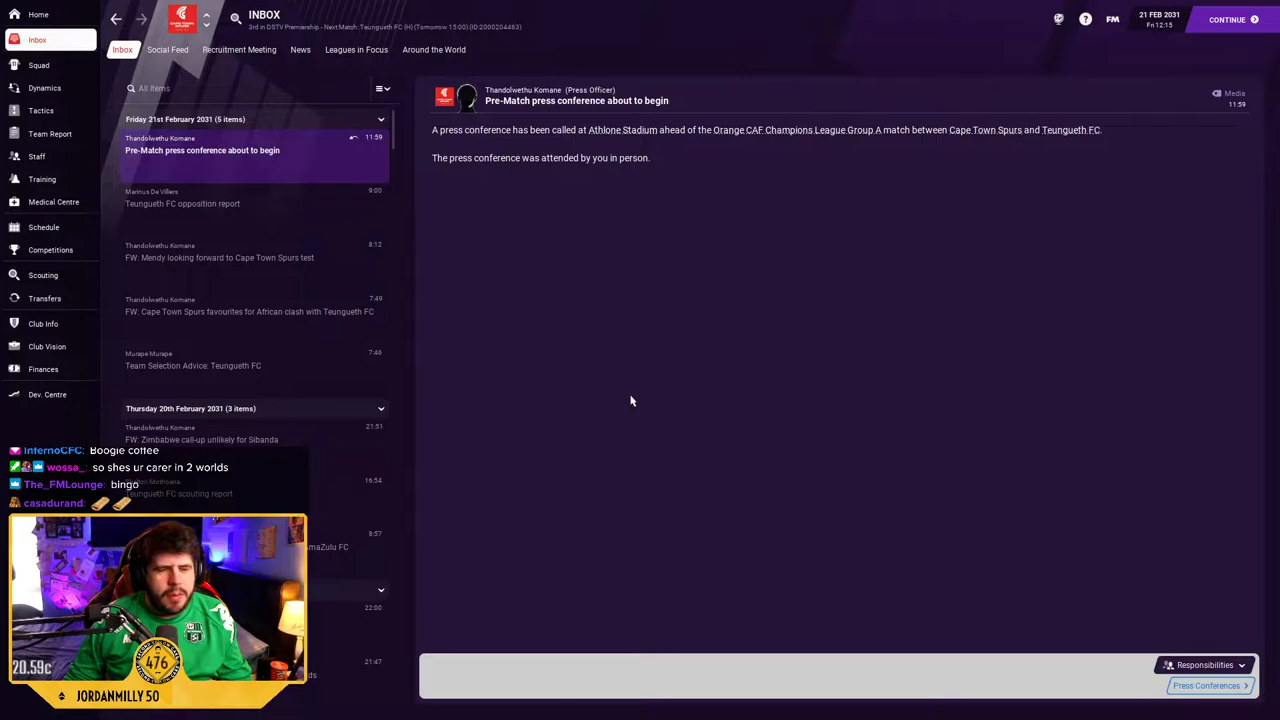 Home
Inbox
Squad
Dynamics
Tactics
Team Report
Staff
Training
Medical Centre
Schedule
Competitions
Scouting
Transfers
Club Info
Club Vision
Finances
Dev. Centre
INBOX
3rd in DSTV Premiership - Next Match: Teungueth FC (H) (Tomorrow 15:00) (ID:2000204463)
FM
21 FEB 2031
Fri 12:15
CONTINUE
Inbox Social Feed Recruitment Meeting News Leagues in Focus Around the World
All Items
Friday 21st February 2031 (5 items)
Thandolwethu Komane 11:59
Pre-Match press conference about to begin
Marinus De Villiers 9:00
Teungueth FC opposition report
Thandolwethu Komane 8:12
FW: Mendy looking forward to Cape Town Spurs test
Thandolwethu Komane 7:49
FW: Cape Town Spurs favourites for African clash with Teungueth FC
Murape Murape 7:46
Team Selection Advice: Teungueth FC
Thursday 20th February 2031 (3 items)
Thandolwethu Komane 21:51
FW: Zimbabwe call-up unlikely for Sibanda
Mothoana 16:54
Teungueth FC scouting report
8:57
maZulu FC
22:00
21:47
ds
Thandolwethu Komane (Press Officer)
Pre-Match press conference about to begin
Media
11:59
A press conference has been called at Athlone Stadium ahead of the Orange CAF Champions League Group A match between Cape Town Spurs and Teungueth FC.
The press conference was attended by you in person.
Responsibilities
Press Conferences
InfernoCFC: Boogie coffee
wossa_: so shes ur carer in 2 worlds
The_FMLounge: bingo
casadurand:
20.59c
476
JORDANMILLY 50